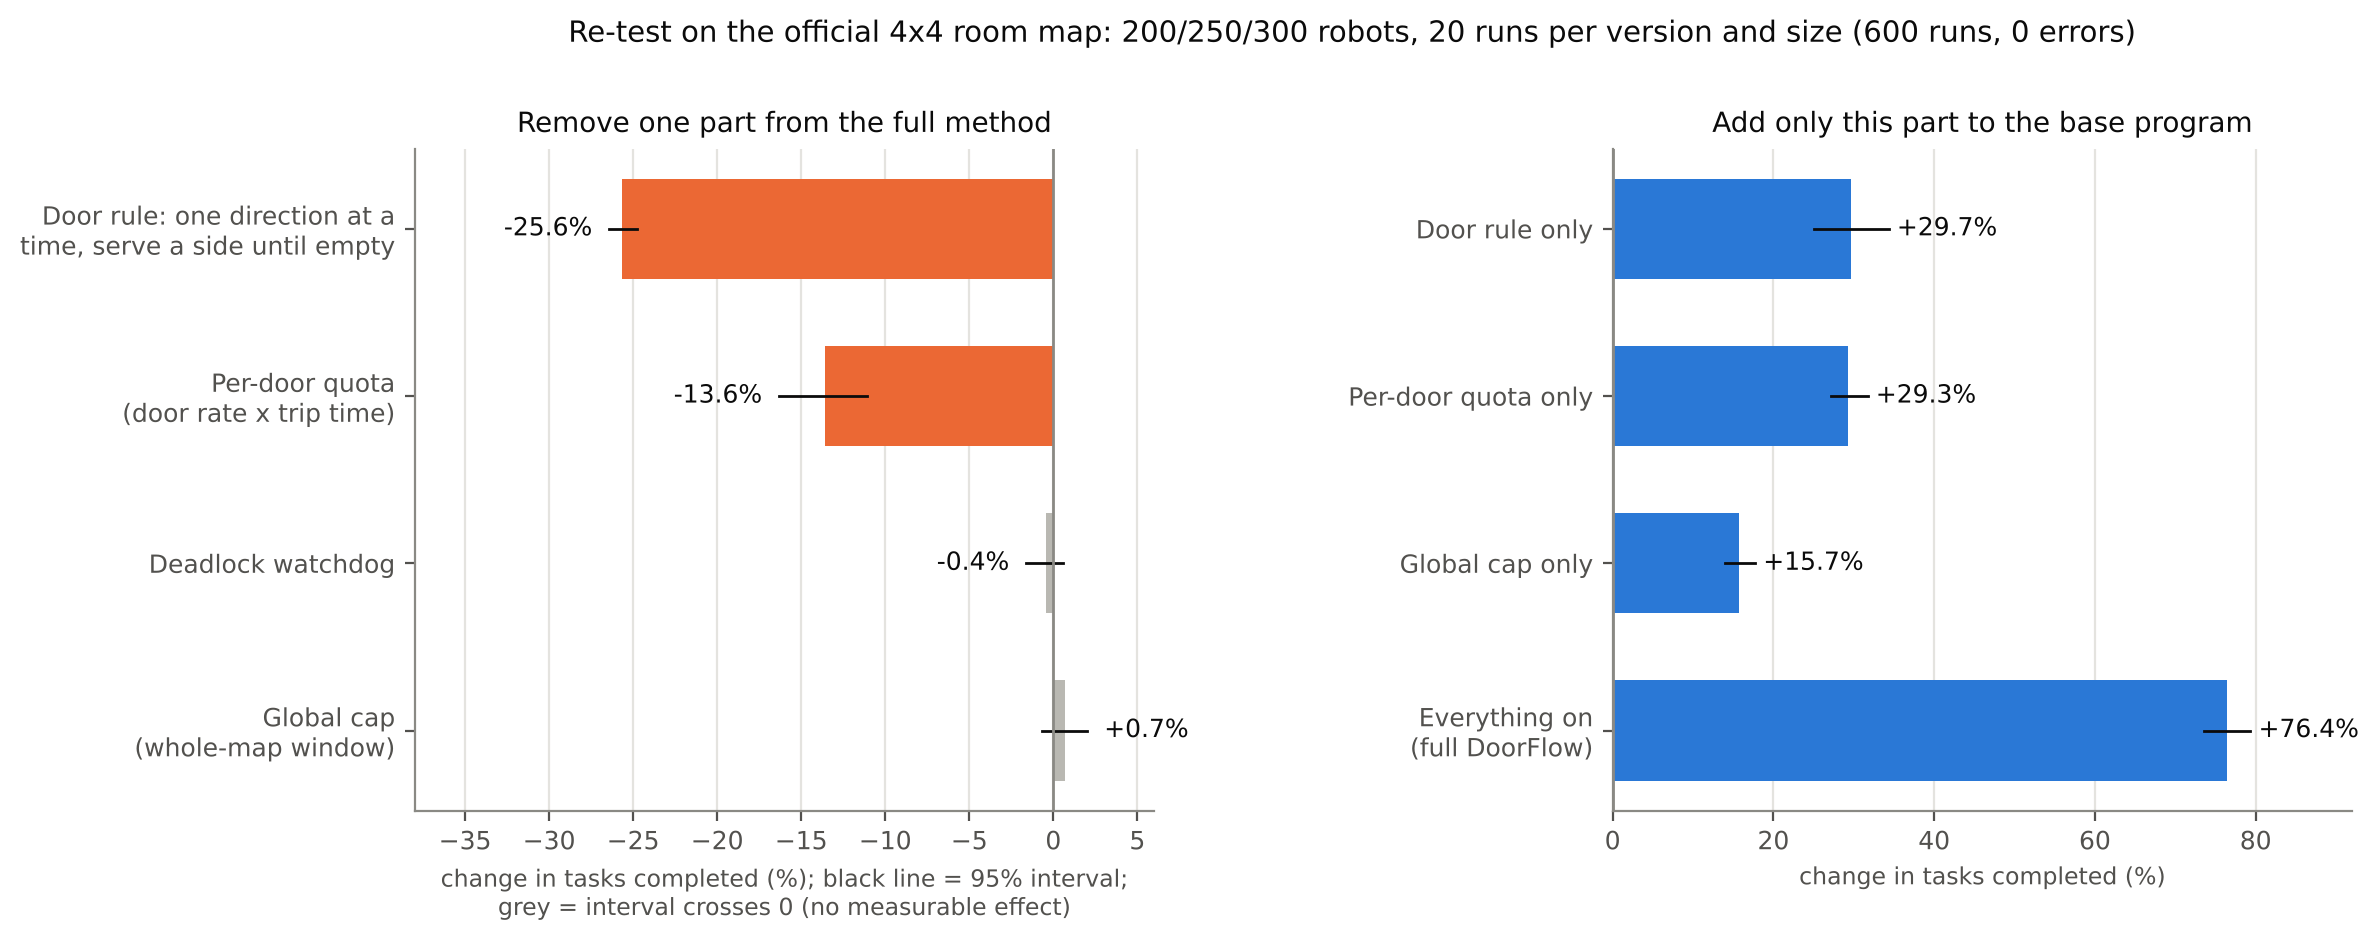 Re-test on the official 4x4 room map: 200/250/300 robots, 20 runs per version and size (600 runs, 0 errors)
Remove one part from the full method
Door rule: one direction at a
time, serve a side until empty
-25.6%
Per-door quota
(door rate x trip time)
-13.6%
Deadlock watchdog
-0.4%
Global cap
(whole-map window)
+0.7%
−35 −30 −25 −20 −15 −10 −5 0 5
change in tasks completed (%); black line = 95% interval;
grey = interval crosses 0 (no measurable effect)
Add only this part to the base program
Door rule only
+29.7%
Per-door quota only
+29.3%
Global cap only
+15.7%
Everything on
(full DoorFlow)
+76.4%
0 20 40 60 80
change in tasks completed (%)